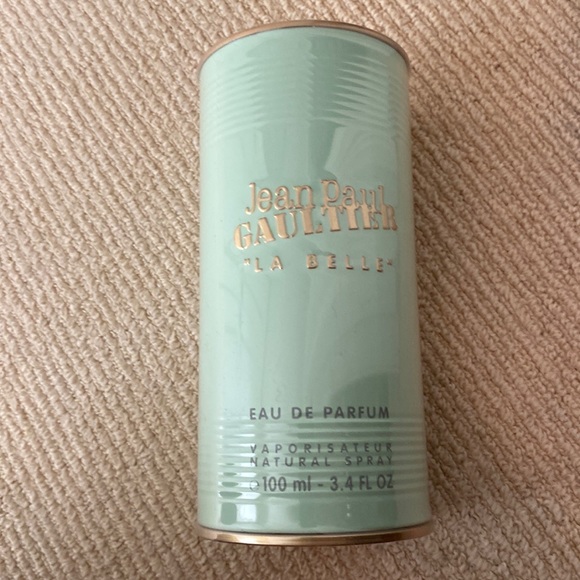 Jean Paul
GAULTIER
"LA BELLE"
EAU DE PARFUM
VAPORISATEUR
NATURAL SPRAY
℮100 ml - 3.4 FL OZ